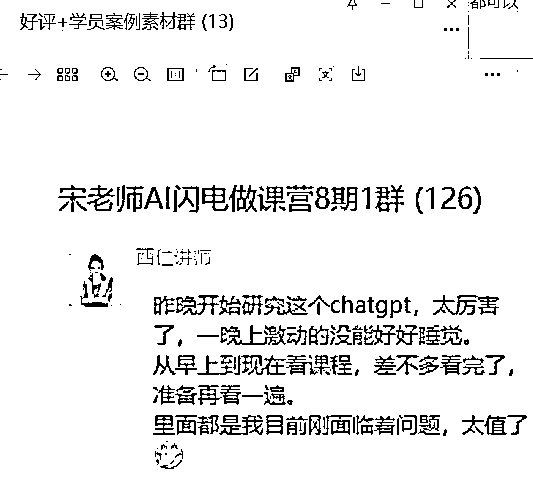 好评+学员案例素材群 (13)
都可以
宋老师AI闪电做课营8期1群 (126)
讲师
昨晚开始研究这个chatgpt，太厉害
了，一晚上激动的没能好好睡觉。
从早上到现在看课程，差不多看完了，
准备再看一遍。
里面都是我目前刚面临着问题，太值了